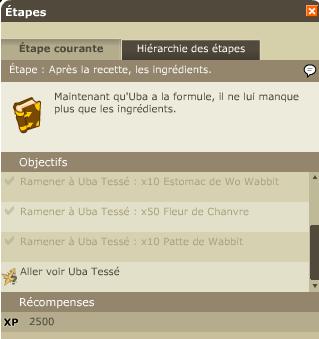 Étapes
Étape courante
Hiérarchie des étapes
Étape : Après la recette, les ingrédients.
Maintenant qu'Uba a la formule, il ne lui manque
plus que les ingrédients.
Objectifs
Ramener à Uba Tessé : x10 Estomac de Wo Wabbit
Ramener à Uba Tessé : x50 Fleur de Chanvre
Ramener à Uba Tessé : x10 Patte de Wabbit
Aller voir Uba Tessé
Récompenses
XP 2500